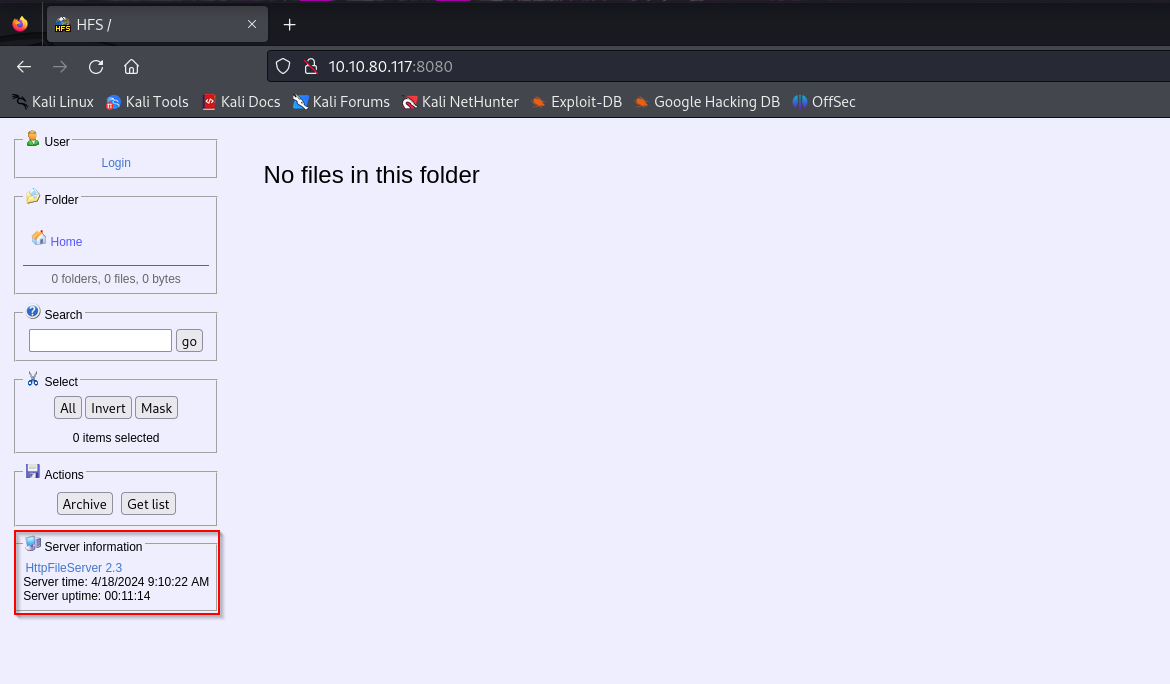 HFS
HFS /
10.10.80.117:8080
Kali Linux Kali Tools Kali Docs Kali Forums Kali NetHunter Exploit-DB Google Hacking DB OffSec
User
Login
Folder
Home
0 folders, 0 files, 0 bytes
Search
go
Select
All Invert Mask
0 items selected
Actions
Archive Get list
Server information
HttpFileServer 2.3
Server time: 4/18/2024 9:10:22 AM
Server uptime: 00:11:14
No files in this folder